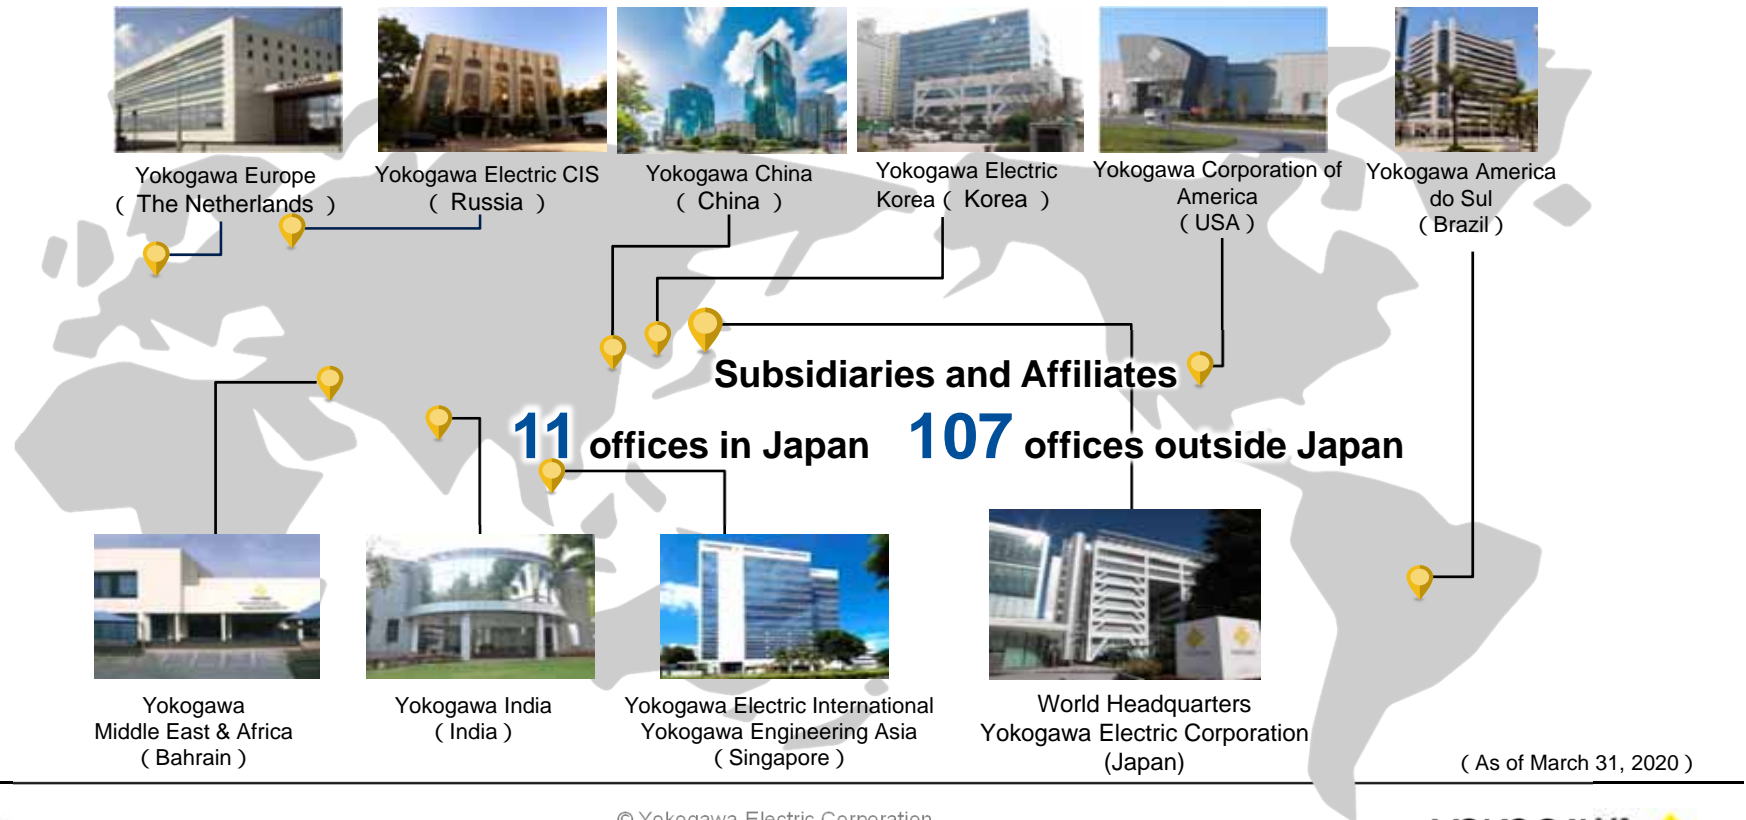 Yokogawa Europe
( The Netherlands )
Yokogawa Electric CIS
( Russia )
Yokogawa China
( China )
Yokogawa Electric
Korea ( Korea )
Yokogawa Corporation of
America
( USA )
Yokogawa America
do Sul
( Brazil )
Subsidiaries and Affiliates
11 offices in Japan 107 offices outside Japan
Yokogawa
Middle East & Africa
( Bahrain )
Yokogawa India
( India )
Yokogawa Electric International
Yokogawa Engineering Asia
( Singapore )
World Headquarters
Yokogawa Electric Corporation
(Japan)
( As of March 31, 2020 )
© Yokogawa Electric Corporation